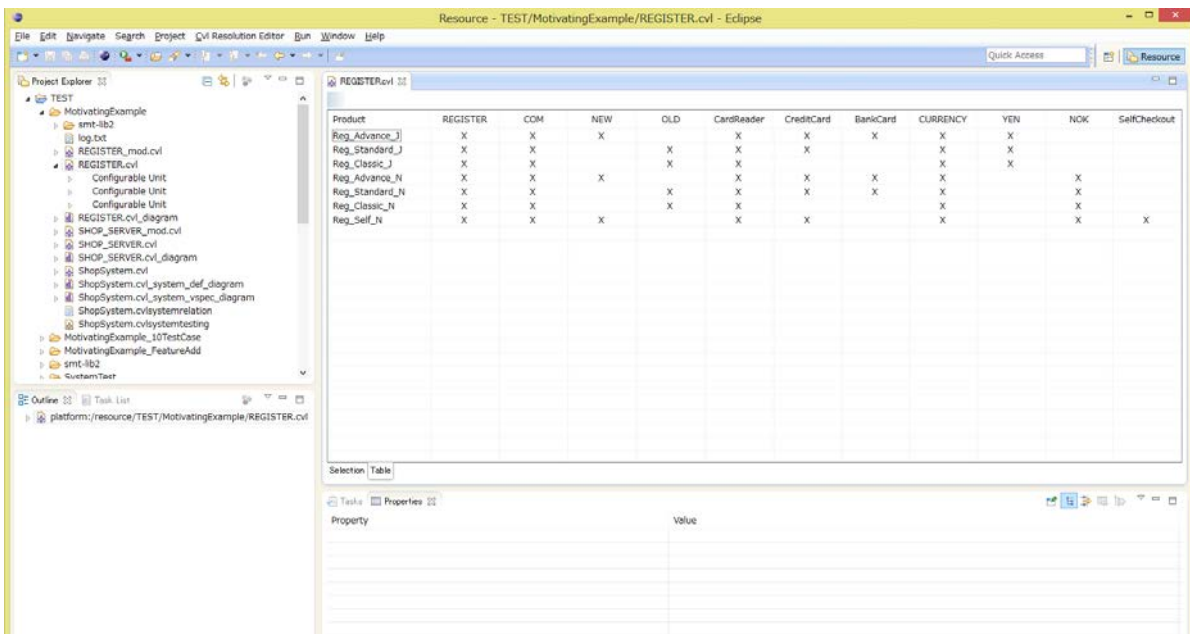 Resource - TEST/MotivatingExample/REGISTER.cvl - Eclipse
File Edit Navigate Search Project Cvl Resolution Editor Run Window Help
Quick Access Resource
Project Explorer
TEST
MotivatingExample
smt-lib2
log.txt
REGISTER_mod.cvl
REGISTER.cvl
Configurable Unit
Configurable Unit
Configurable Unit
REGISTER.cvl_diagram
SHOP_SERVER_mod.cvl
SHOP_SERVER.cvl
SHOP_SERVER.cvl_diagram
ShopSystem.cvl
ShopSystem.cvl_system_def_diagram
ShopSystem.cvl_system_vspec_diagram
ShopSystem.cvlsystemrelation
ShopSystem.cvlsystemtesting
MotivatingExample_10TestCase
MotivatingExample_FeatureAdd
smt-lib2
SystemTest
Outline Task List
platform:/resource/TEST/MotivatingExample/REGISTER.cvl
REGISTER.cvl
Product REGISTER COM NEW OLD CardReader CreditCard BankCard CURRENCY YEN NOK SelfCheckout
Reg_Advance_J X X X X X X X X
Reg_Standard_J X X X X X X X
Reg_Classic_J X X X X X X
Reg_Advance_N X X X X X X X X
Reg_Standard_N X X X X X X X X
Reg_Classic_N X X X X X X
Reg_Self_N X X X X X X X X
Selection Table
Tasks Properties
Property Value